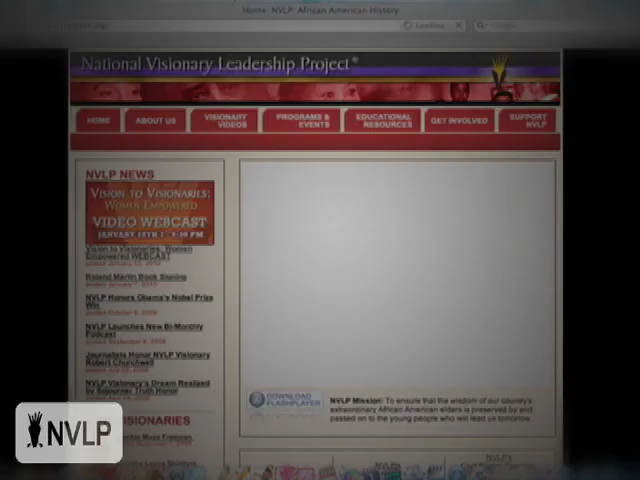 Home: NVLP: African American History
Loading
National Visionary Leadership Project
HOME
ABOUT US
VISIONARY
VIDEOS
PROGRAMS &
EVENTS
EDUCATIONAL
RESOURCES
GET INVOLVED
SUPPORT
NVLP
NVLP NEWS
VISION TO VISIONARIES:
WOMEN EMPOWERED
VIDEO WEBCAST
Vision to Visionaries: Women
Empowered WEBCAST
Roland Martin Book Signing
NVLP Honors Obama's Nobel Prize
Win
NVLP Launches New Bi-Monthly
Podcast
Journalists Honor NVLP Visionary
Robert Churchwell
NVLP Visionary's Dream Realized
by Sojourner Truth Honor
DOWNLOAD
FLASHPLAYER
NVLP Mission: To ensure that the wisdom of our country's
extraordinary African American elders is preserved by and
passed on to the young people who will lead us tomorrow.
ISIONARIES
NVLP